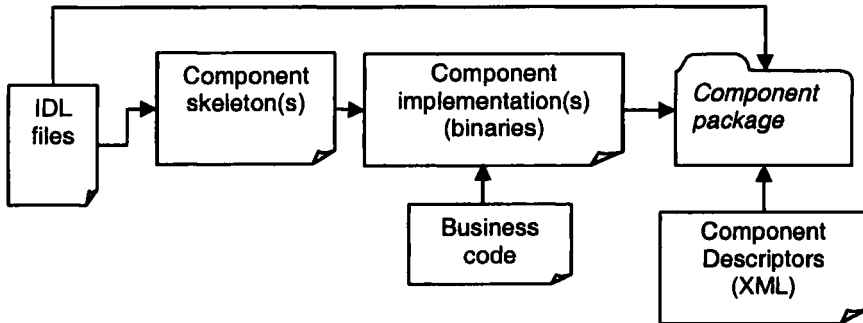 IDL
files
Component
skeleton(s)
Component
implementation(s)
(binaries)
Component
package
Business
code
Component
Descriptors
(XML)